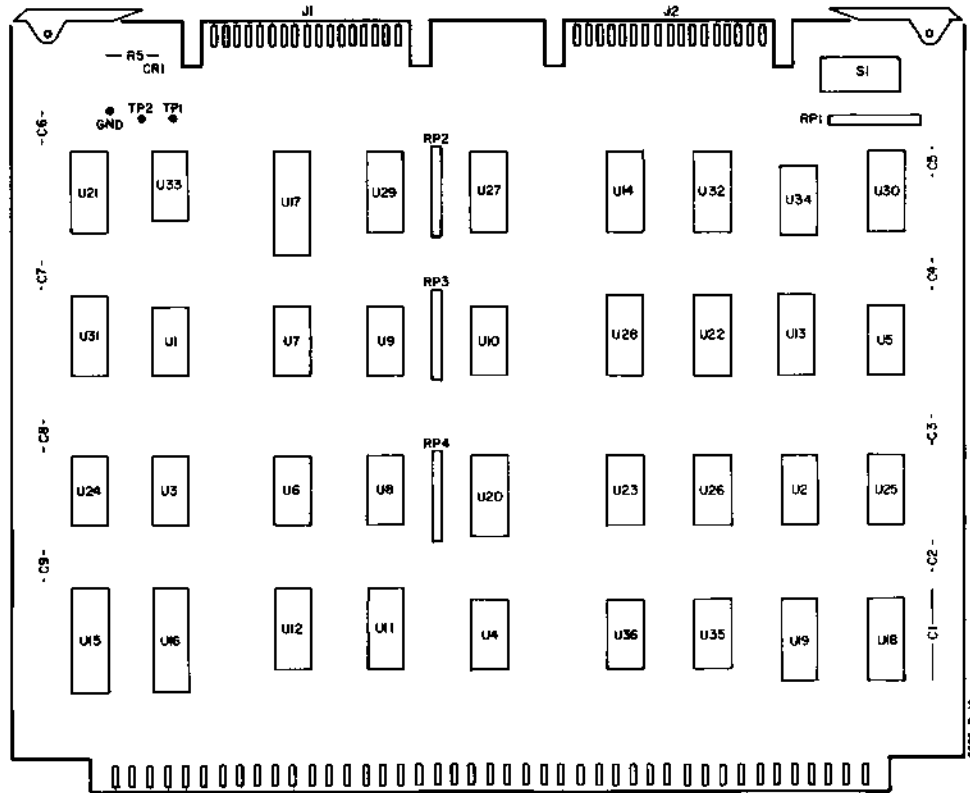 J1 J2
R5
CR1
S1
TP2 TP1
GND
RP1
-C6-
RP2
-C5-
U21 U33 U17 U29 U27 U14 U32 U34 U30
-C7-
RP3
-C4-
U31 U1 U7 U9 U10 U28 U22 U13 U5
-C8-
RP4
-C3-
U24 U3 U6 U8 U20 U23 U26 U2 U25
-C9-
-C2-
U15 U16 U12 U11 U4 U36 U35 U19 U18
C1